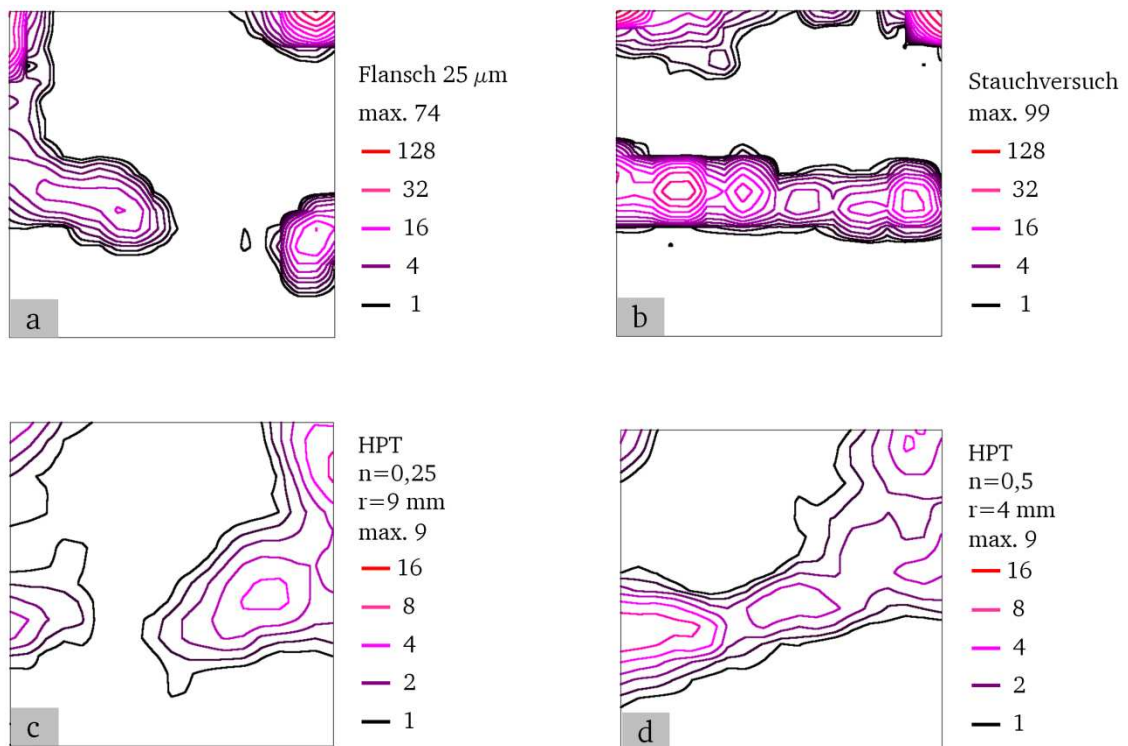 Flansch 25 μm
max. 74
128
32
16
4
1
a
Stauchversuch
max. 99
128
32
16
4
1
b
HPT
n=0,25
r=9 mm
max. 9
16
8
4
2
1
c
HPT
n=0,5
r=4 mm
max. 9
16
8
4
2
1
d